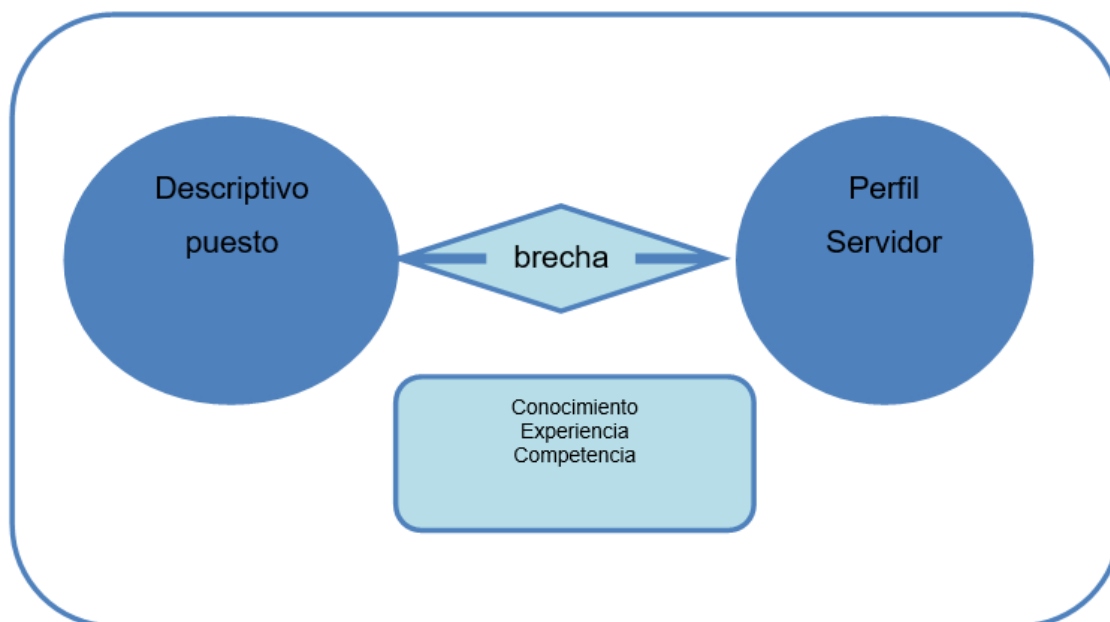 Descriptivo
puesto
brecha
Perfil
Servidor
Conocimiento
Experiencia
Competencia